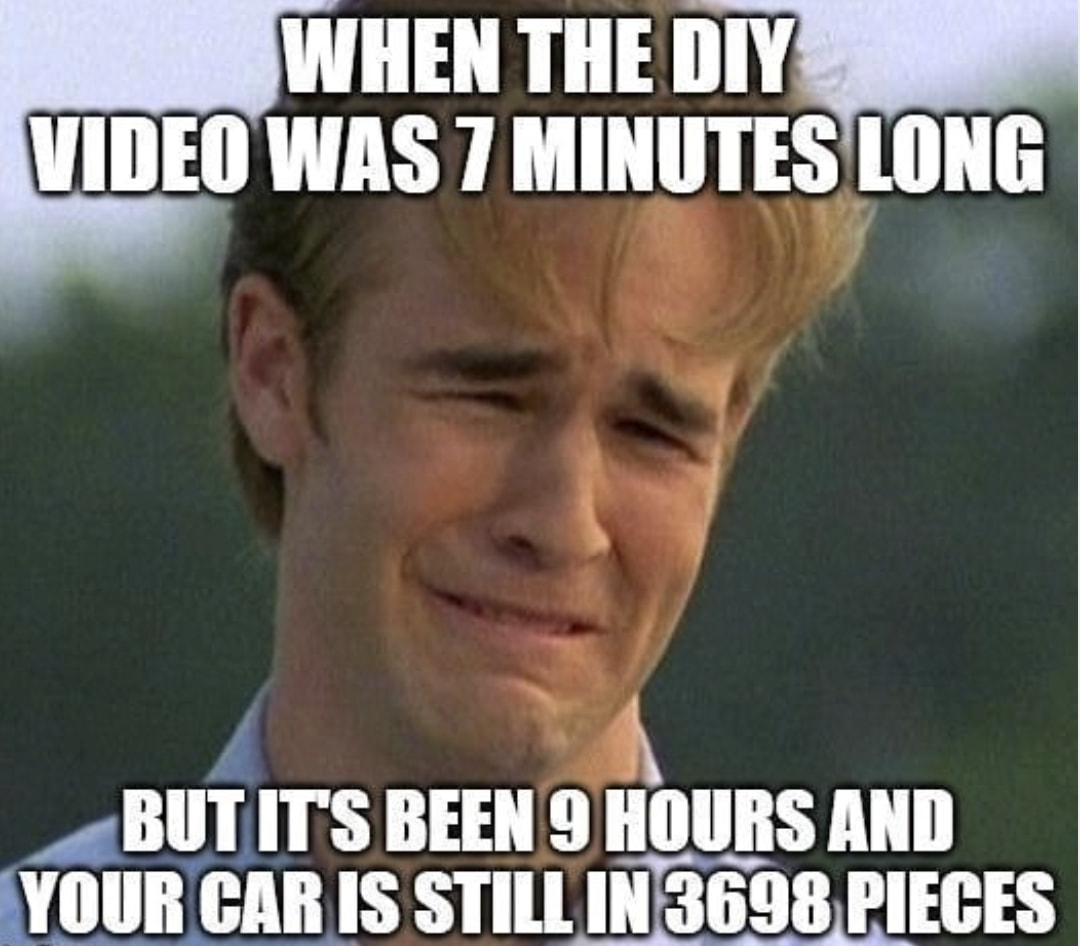 WHEN THE DIY
VIDEO WAS 7 MINUTES LONG
BUT IT'S BEEN 9 HOURS AND
YOUR CAR IS STILL IN 3698 PIECES